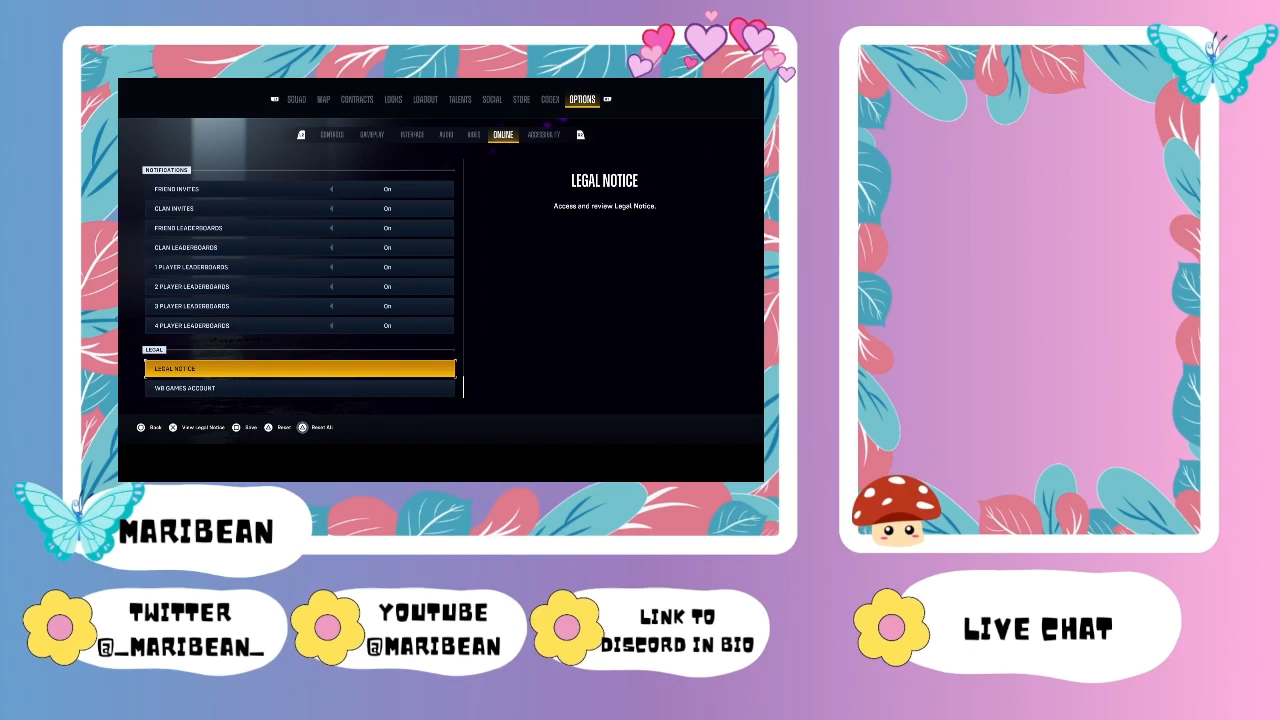 SQUAD MAP CONTRACTS LOOKS LOADOUT TALENTS SOCIAL STORE CODEX OPTIONS
CONTROLS GAMEPLAY INTERFACE AUDIO VIDEO ONLINE ACCESSIBILITY
NOTIFICATIONS
FRIEND INVITES On
CLAN INVITES On
FRIEND LEADERBOARDS On
CLAN LEADERBOARDS On
1 PLAYER LEADERBOARDS On
2 PLAYER LEADERBOARDS On
3 PLAYER LEADERBOARDS On
4 PLAYER LEADERBOARDS On
LEGAL
LEGAL NOTICE
WB GAMES ACCOUNT
LEGAL NOTICE
Access and review Legal Notice.
Back View Legal Notice Save Reset Reset All
MARIBEAN
TWITTER
@_MARIBEAN_
YOUTUBE
@MARIBEAN
LINK TO
DISCORD IN BIO
LIVE CHAT